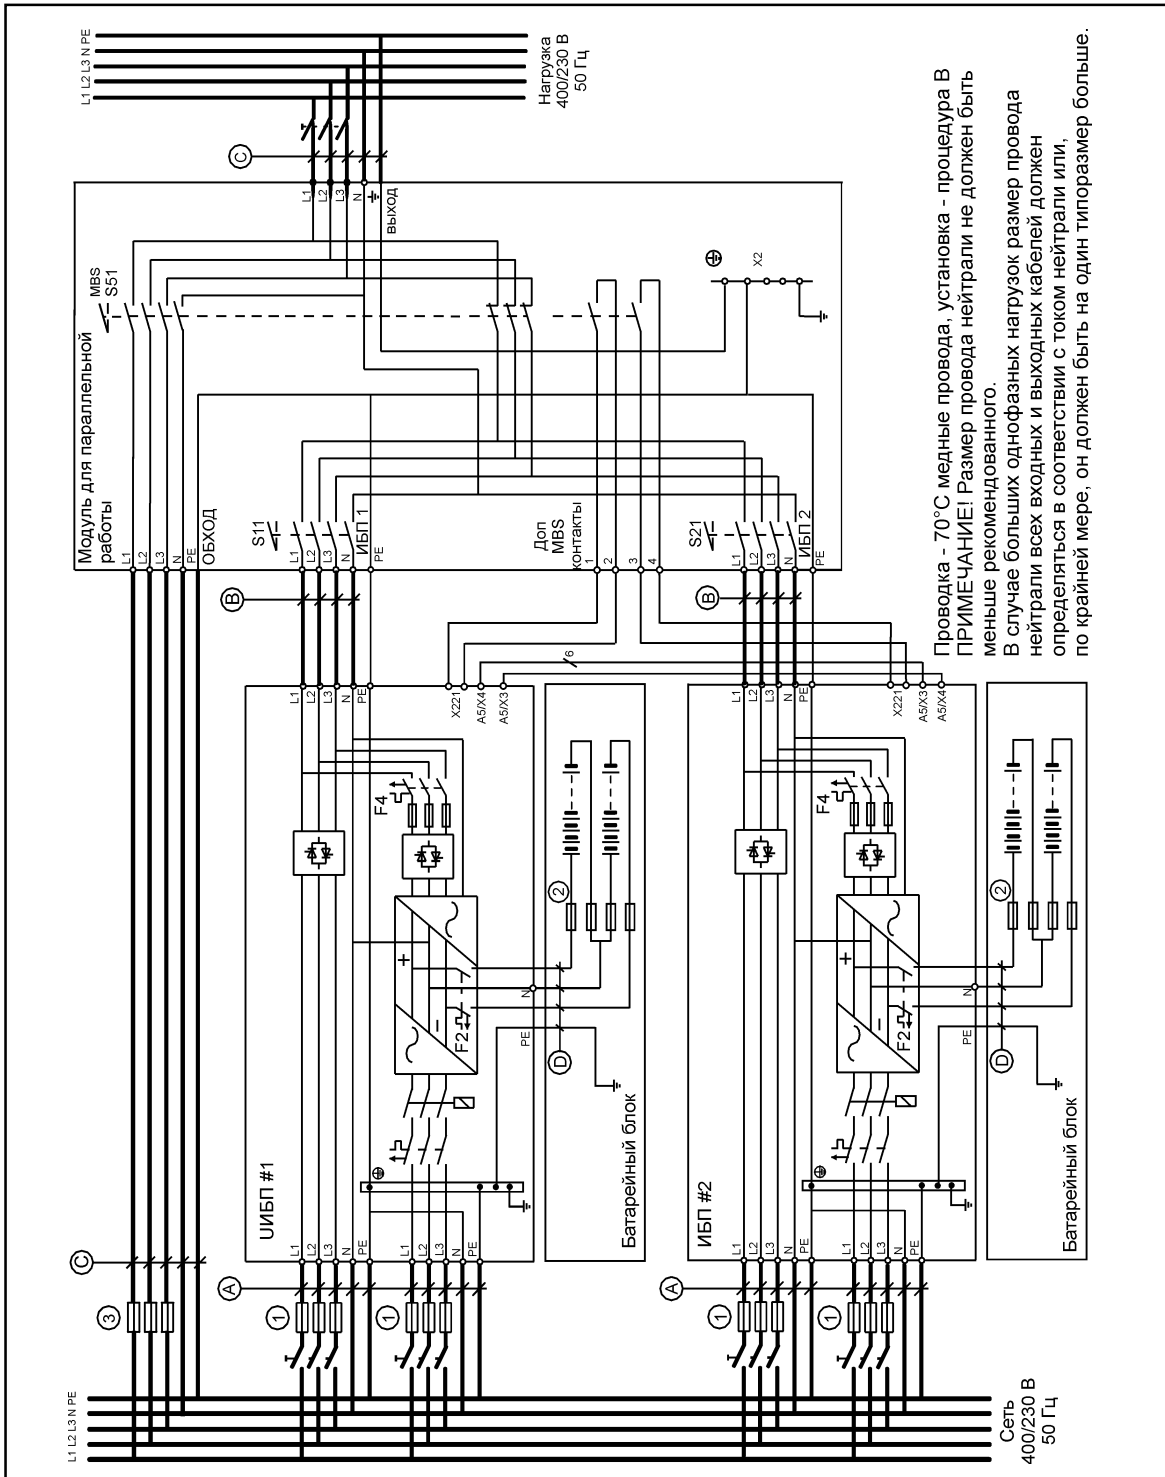 L1 L2 L3 N PE
Нагрузка
400/230 В
50 Гц
C
L1
L2
L3
N
ВЫХОД
MBS
S51
X2
Модуль для параллельной
работы
L1
L2
L3
N
PE
ОБХОД
S11
L1
L2
L3
N
ИБП 1
PE
Доп
MBS
контакты
1
2
3
4
S21
L1
L2
L3
N
ИБП 2
PE
B
B
6
L1
L2
L3
N
PE
X221
A5/X4
A5/X3
L1
L2
L3
N
PE
X221
A5/X3
A5/X4
F4
F4
2
2
+
−
F2
N
PE
D
+
−
F2
N
PE
D
UИБП #1
Батарейный блок
ИБП #2
Батарейный блок
L1
L2
L3
N
PE
L1
L2
L3
N
PE
L1
L2
L3
N
PE
L1
L2
L3
N
PE
C
A
A
3
1
1
1
1
L1 L2 L3 N PE
Сеть
400/230 В
50 Гц
Проводка - 70°C медные провода, установка - процедура В
ПРИМЕЧАНИЕ! Размер провода нейтрали не должен быть
меньше рекомендованного.
В случае больших однофазных нагрузок размер провода
нейтрали всех входных и выходных кабелей должен
определяться в соответствии с током нейтрали или,
по крайней мере, он должен быть на один типоразмер больше.